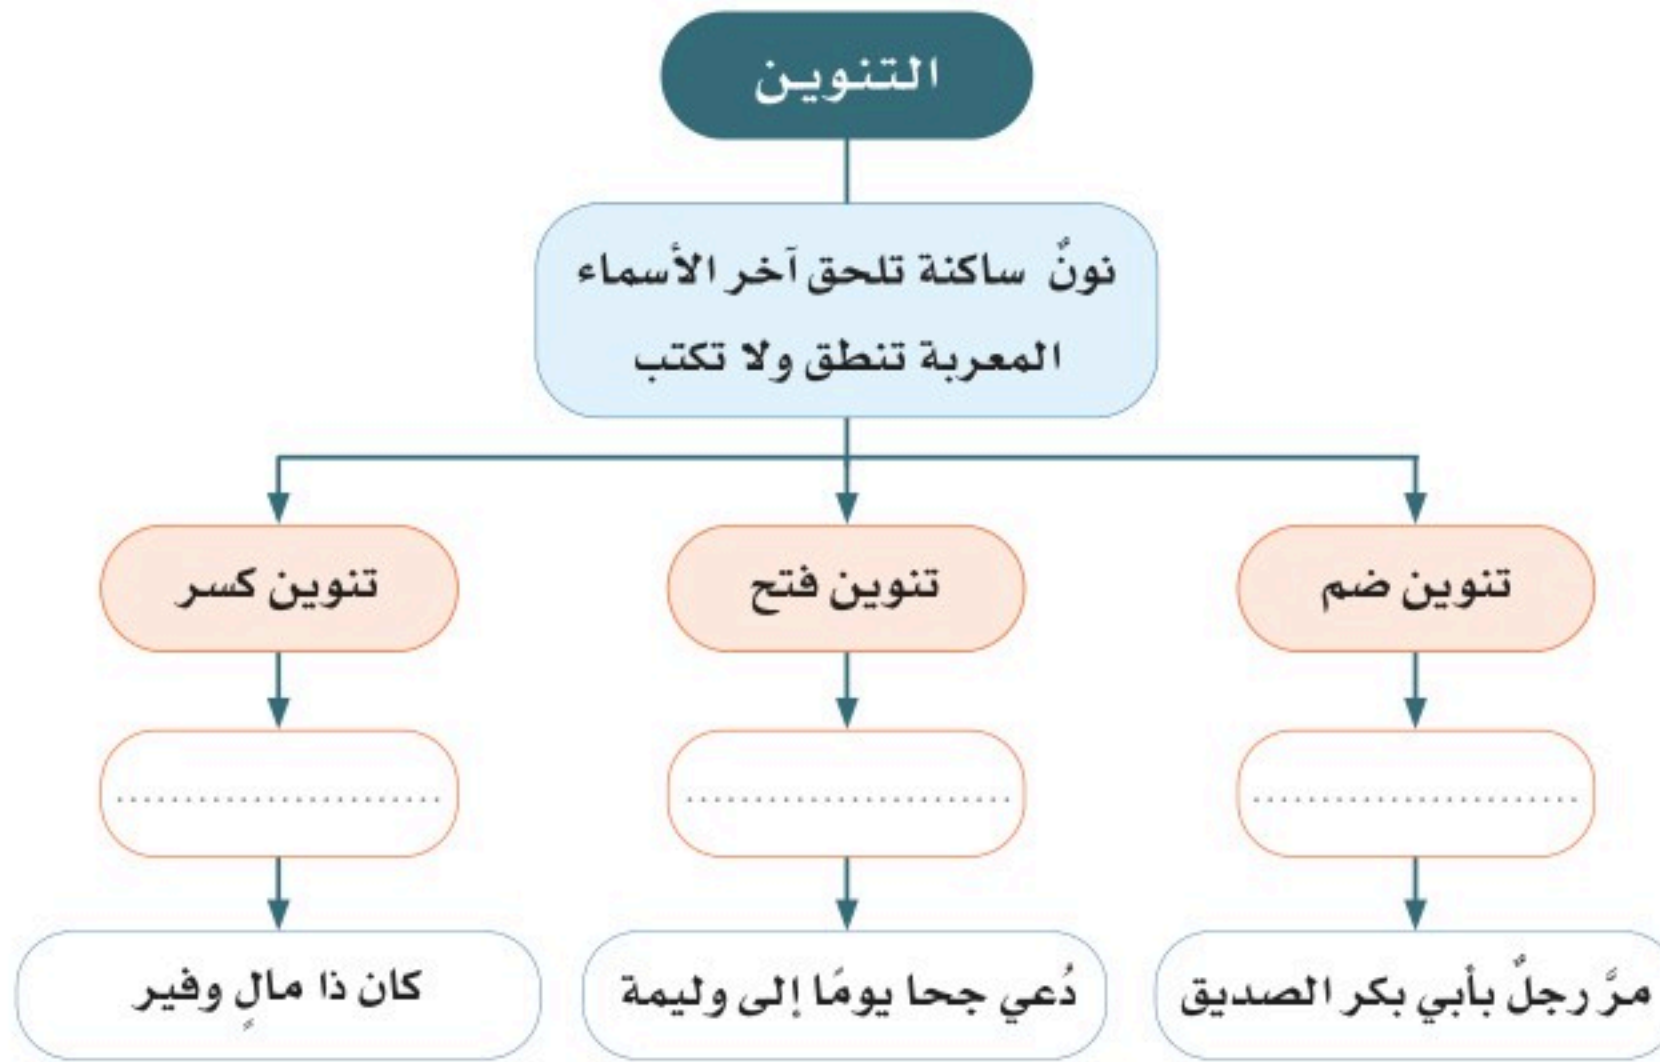 التنوين
نونٌ ساكنة تلحق آخر الأسماء
المعربة تنطق ولا تكتب
تنوين ضم
تنوين فتح
تنوين كسر
........................
........................
........................
مرَّ رجلٌ بأبي بكر الصديق
دُعي جحا يومًا إلى وليمة
كان ذا مالٍ وفير